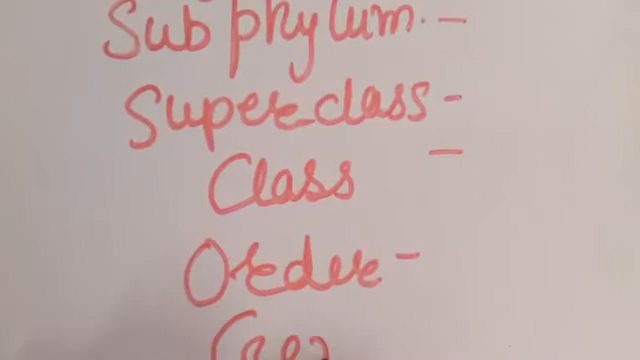 Subphylum. -
Superclass -
Class -
Order -